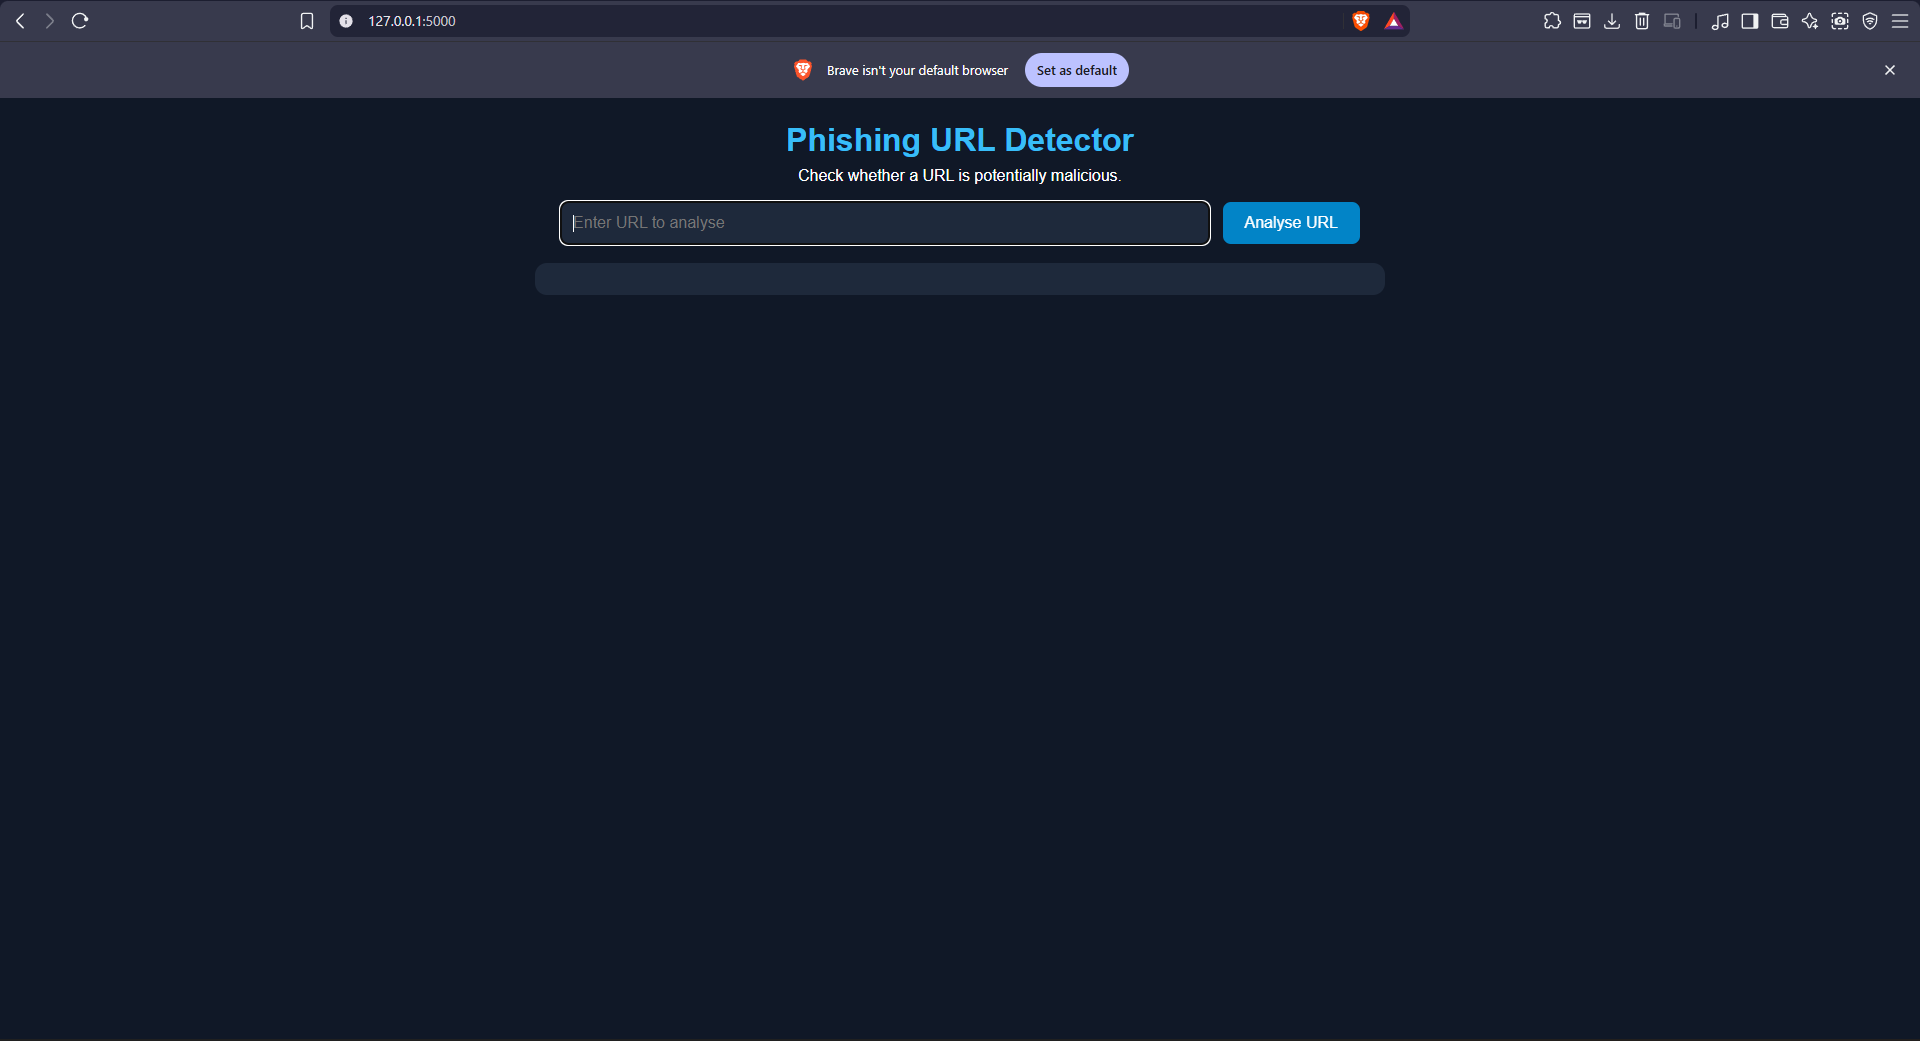 127.0.0.1:5000
Brave isn't your default browser
Set as default
Phishing URL Detector
Check whether a URL is potentially malicious.
Enter URL to analyse
Analyse URL